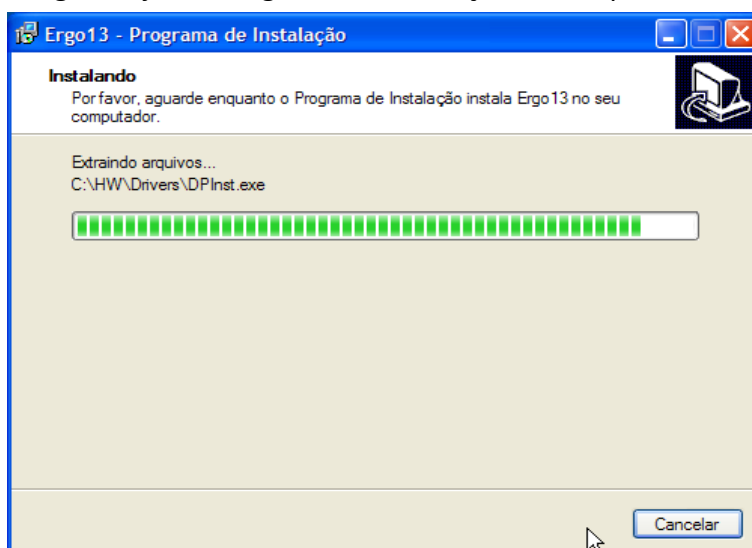 Ergo13 - Programa de Instalação
Instalando
Por favor, aguarde enquanto o Programa de Instalação instala Ergo13 no seu
computador.
Extraindo arquivos...
C:\HW\Drivers\DPInst.exe
Cancelar